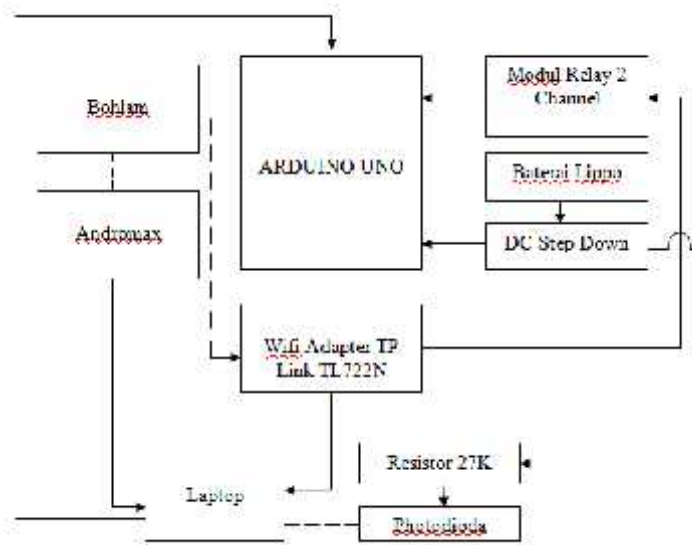 Modul Relay 2
Channel
Bohlam
ARDUINO UNO
Baterai Lippo
Andromax
DC Step Down
Wifi Adapter TP
Link TL722N
Resistor 27K
Laptop
Photodioda